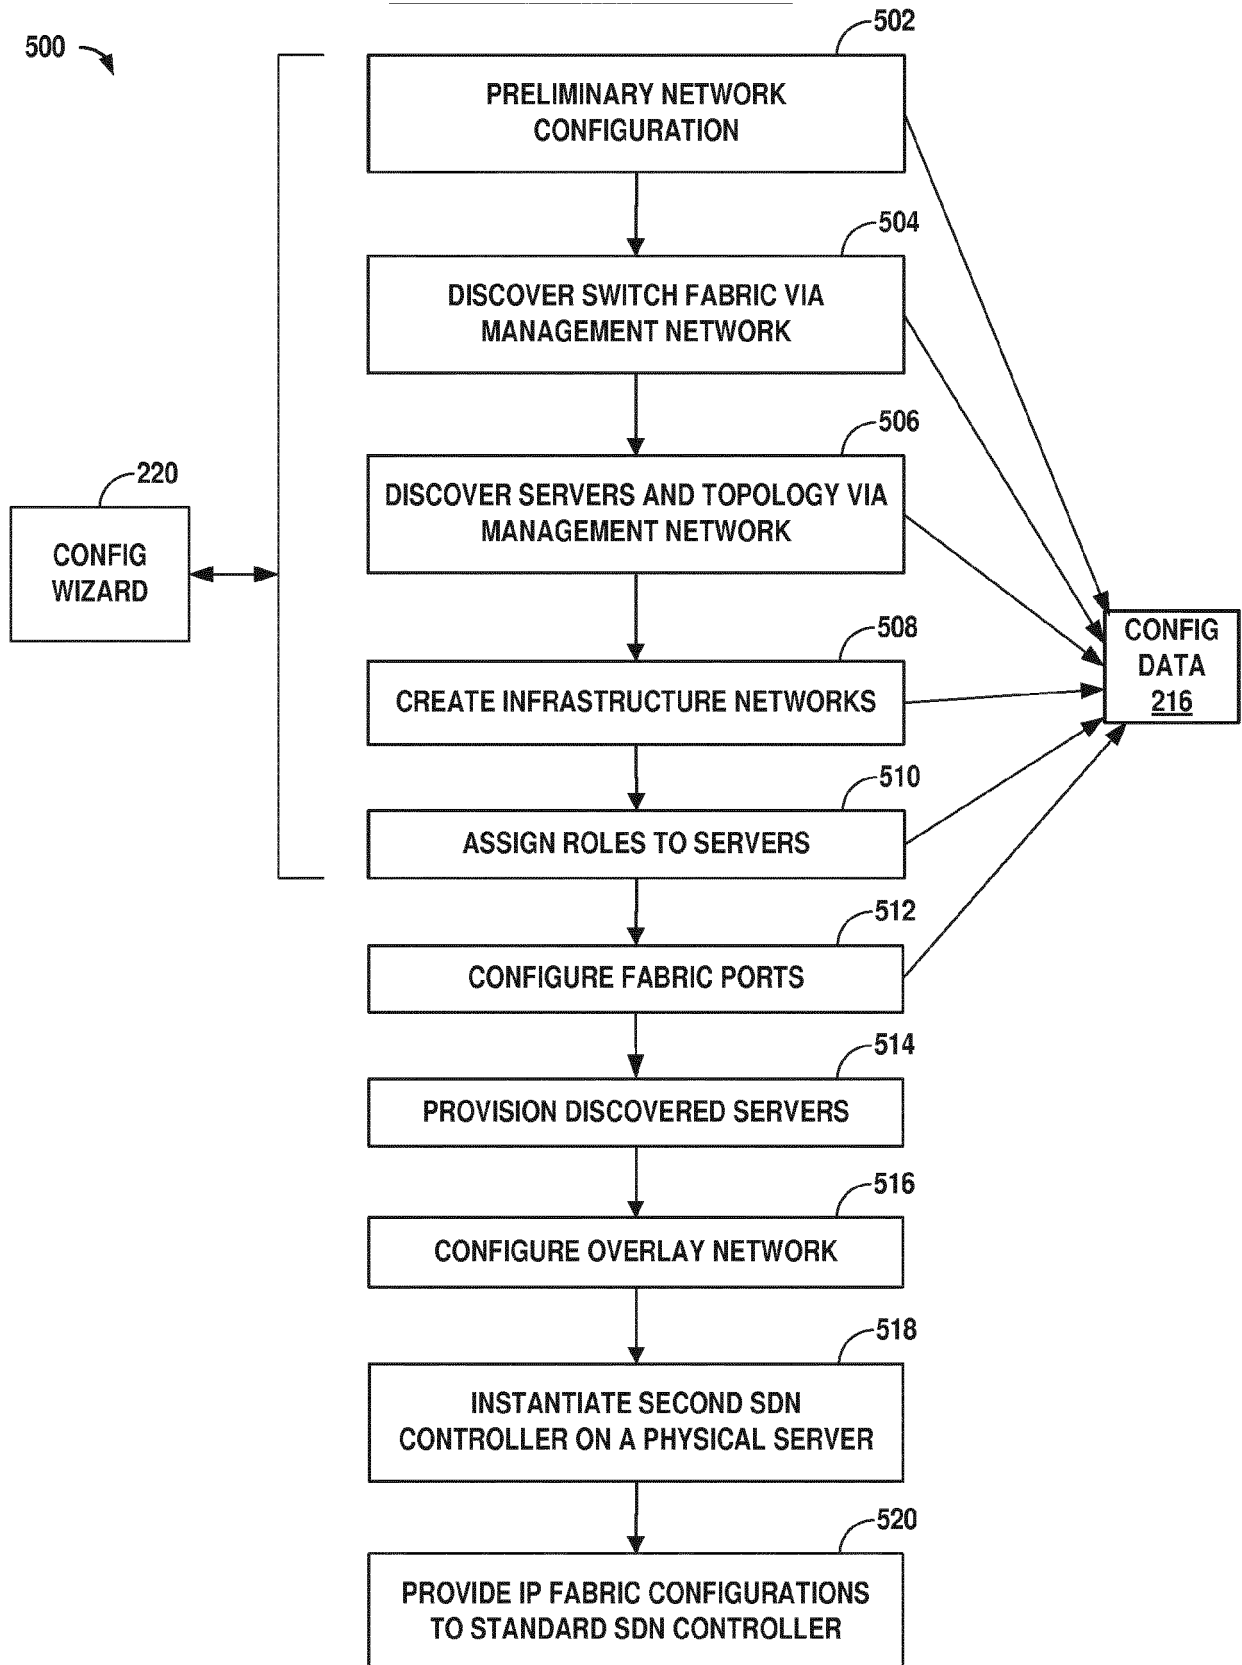 500
502
PRELIMINARY NETWORK
CONFIGURATION
504
DISCOVER SWITCH FABRIC VIA
MANAGEMENT NETWORK
506
DISCOVER SERVERS AND TOPOLOGY VIA
MANAGEMENT NETWORK
220
CONFIG
WIZARD
508
CREATE INFRASTRUCTURE NETWORKS
CONFIG
DATA
216
510
ASSIGN ROLES TO SERVERS
512
CONFIGURE FABRIC PORTS
514
PROVISION DISCOVERED SERVERS
516
CONFIGURE OVERLAY NETWORK
518
INSTANTIATE SECOND SDN
CONTROLLER ON A PHYSICAL SERVER
520
PROVIDE IP FABRIC CONFIGURATIONS
TO STANDARD SDN CONTROLLER